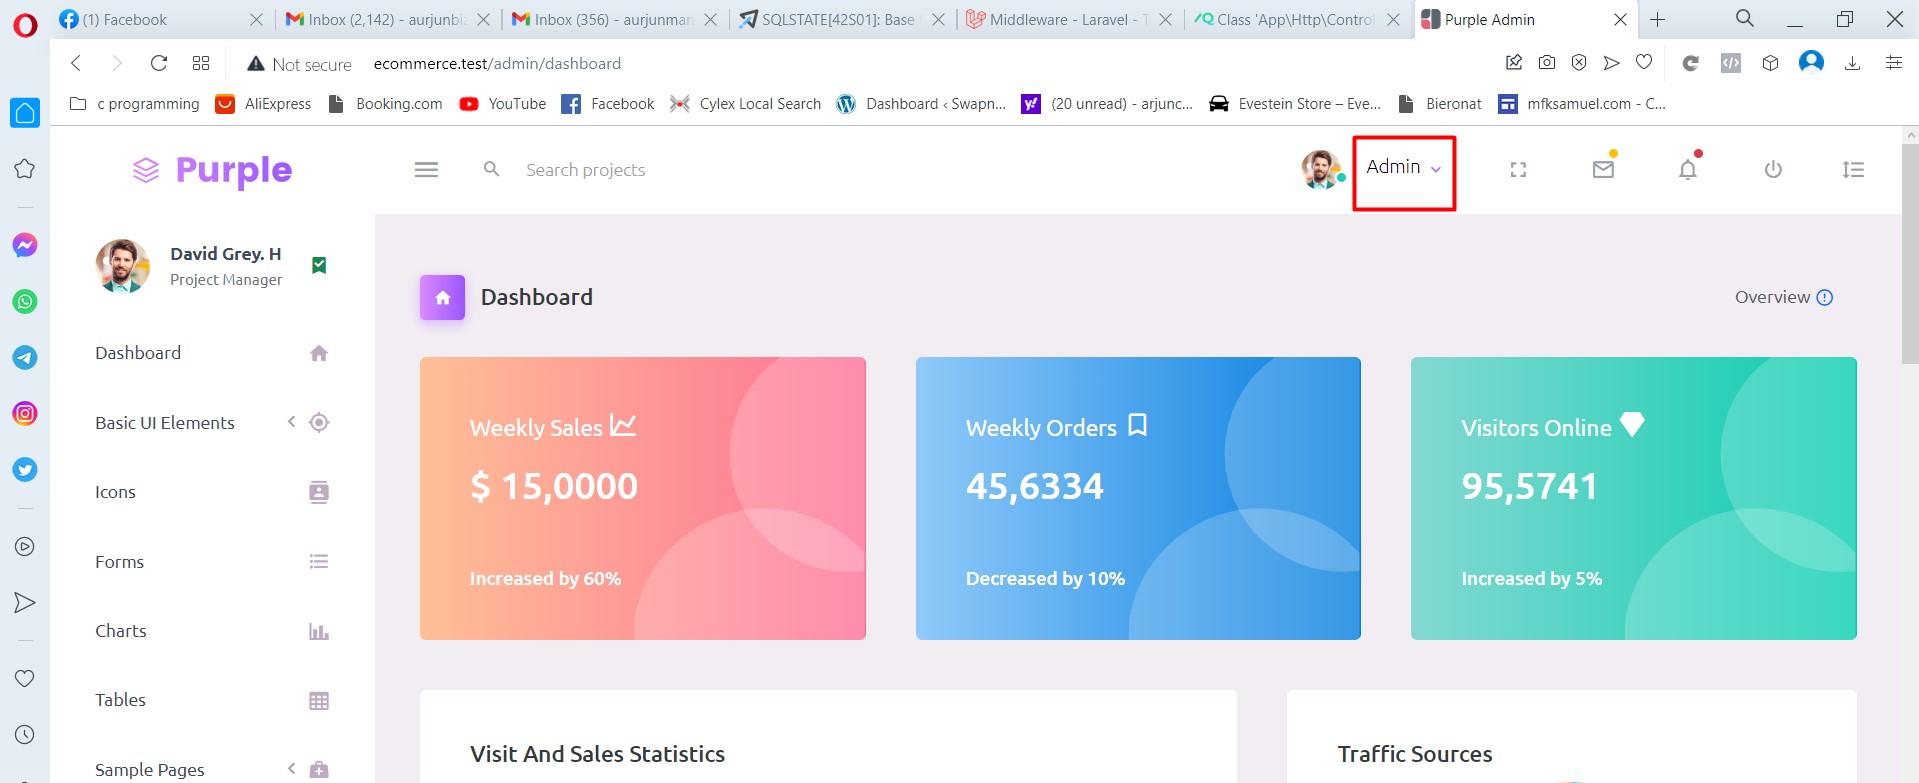 (1) Facebook
Inbox (2,142) - aurjunbiz
Inbox (356) - aurjunman
SQLSTATE[42S01]: Base t
Middleware - Laravel - T
Class 'App\Http\Control
Purple Admin
Not secure
ecommerce.test/admin/dashboard
c programming
AliExpress
Booking.com
YouTube
Facebook
Cylex Local Search
Dashboard ‹ Swapn...
(20 unread) - arjunc...
Evestein Store – Eve...
Bieronat
mfksamuel.com - C...
Purple
Search projects
Admin
David Grey. H
Project Manager
Dashboard
Basic UI Elements
Icons
Forms
Charts
Tables
Sample Pages
Dashboard
Overview
Weekly Sales
$ 15,0000
Increased by 60%
Weekly Orders
45,6334
Decreased by 10%
Visitors Online
95,5741
Increased by 5%
Visit And Sales Statistics
Traffic Sources